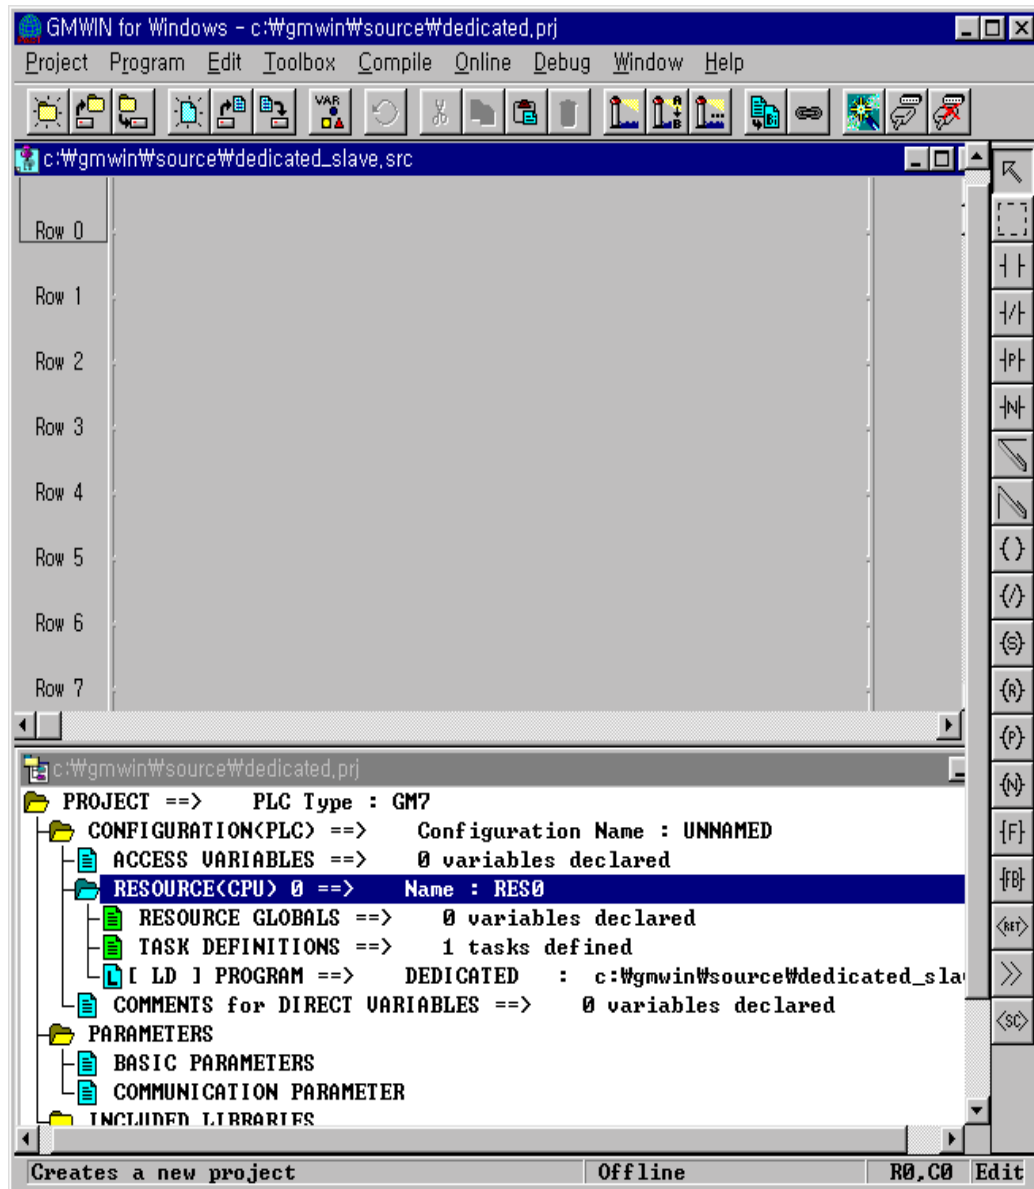 GMWIN for Windows - c:₩gmwin₩source₩dedicated,prj
Project Program Edit Toolbox Compile Online Debug Window Help
VAR
A
B
c:₩gmwin₩source₩dedicated_slave,src
Row 0
Row 1
Row 2
Row 3
Row 4
Row 5
Row 6
Row 7
P
N
(/)
(S)
(R)
(P)
(N)
{F}
{FB}
<RET>
>>
<SC>
c:₩gmwin₩source₩dedicated,prj
PROJECT ==> PLC Type : GM7
CONFIGURATION(PLC) ==> Configuration Name : UNNAMED
ACCESS VARIABLES ==> 0 variables declared
RESOURCE(CPU) 0 ==> Name : RES0
RESOURCE GLOBALS ==> 0 variables declared
TASK DEFINITIONS ==> 1 tasks defined
L [ LD ] PROGRAM ==> DEDICATED : c:₩gmwin₩source₩dedicated_sla
COMMENTS for DIRECT VARIABLES ==> 0 variables declared
PARAMETERS
BASIC PARAMETERS
COMMUNICATION PARAMETER
INCLUDED LIBRARIES
Creates a new project Offline R0,C0 Edit